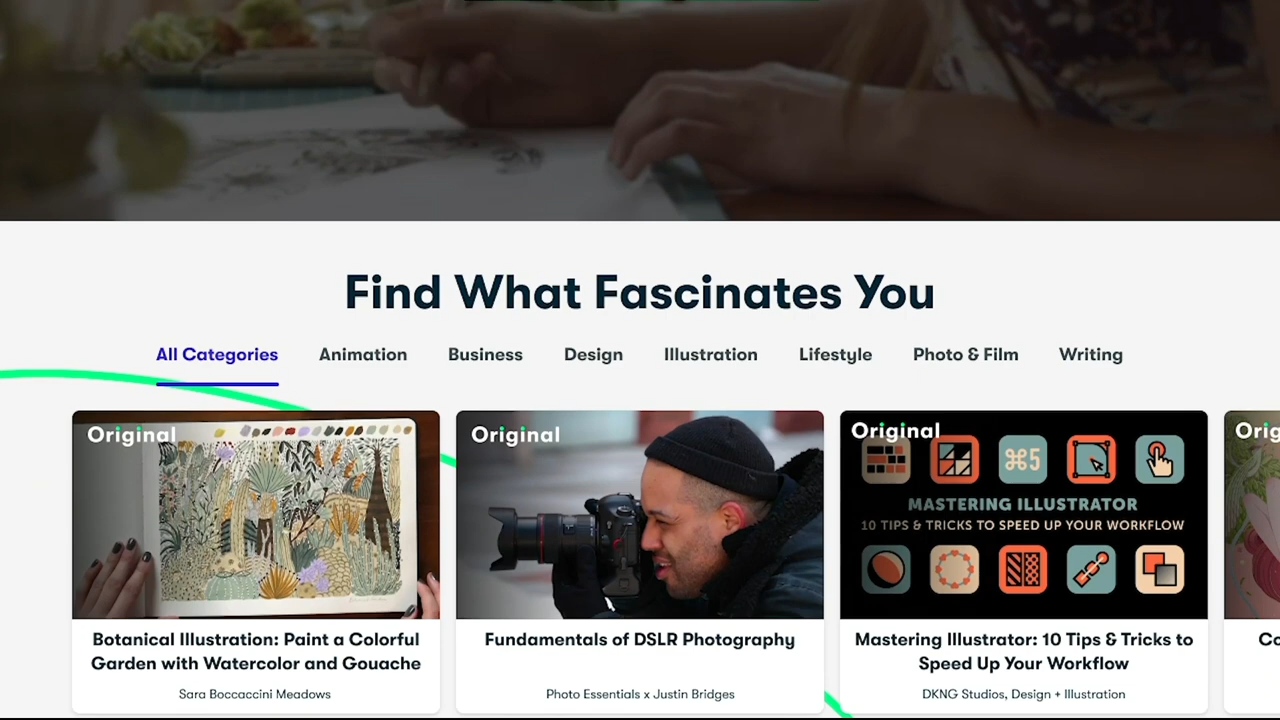 Find What Fascinates You
All Categories Animation Business Design Illustration Lifestyle Photo & Film Writing
Original
Botanical Illustration: Paint a Colorful
Garden with Watercolor and Gouache
Sara Boccaccini Meadows
Original
Fundamentals of DSLR Photography
Photo Essentials x Justin Bridges
Original
⌘5
MASTERING ILLUSTRATOR
10 TIPS & TRICKS TO SPEED UP YOUR WORKFLOW
Mastering Illustrator: 10 Tips & Tricks to
Speed Up Your Workflow
DKNG Studios, Design + Illustration
Orig
Co